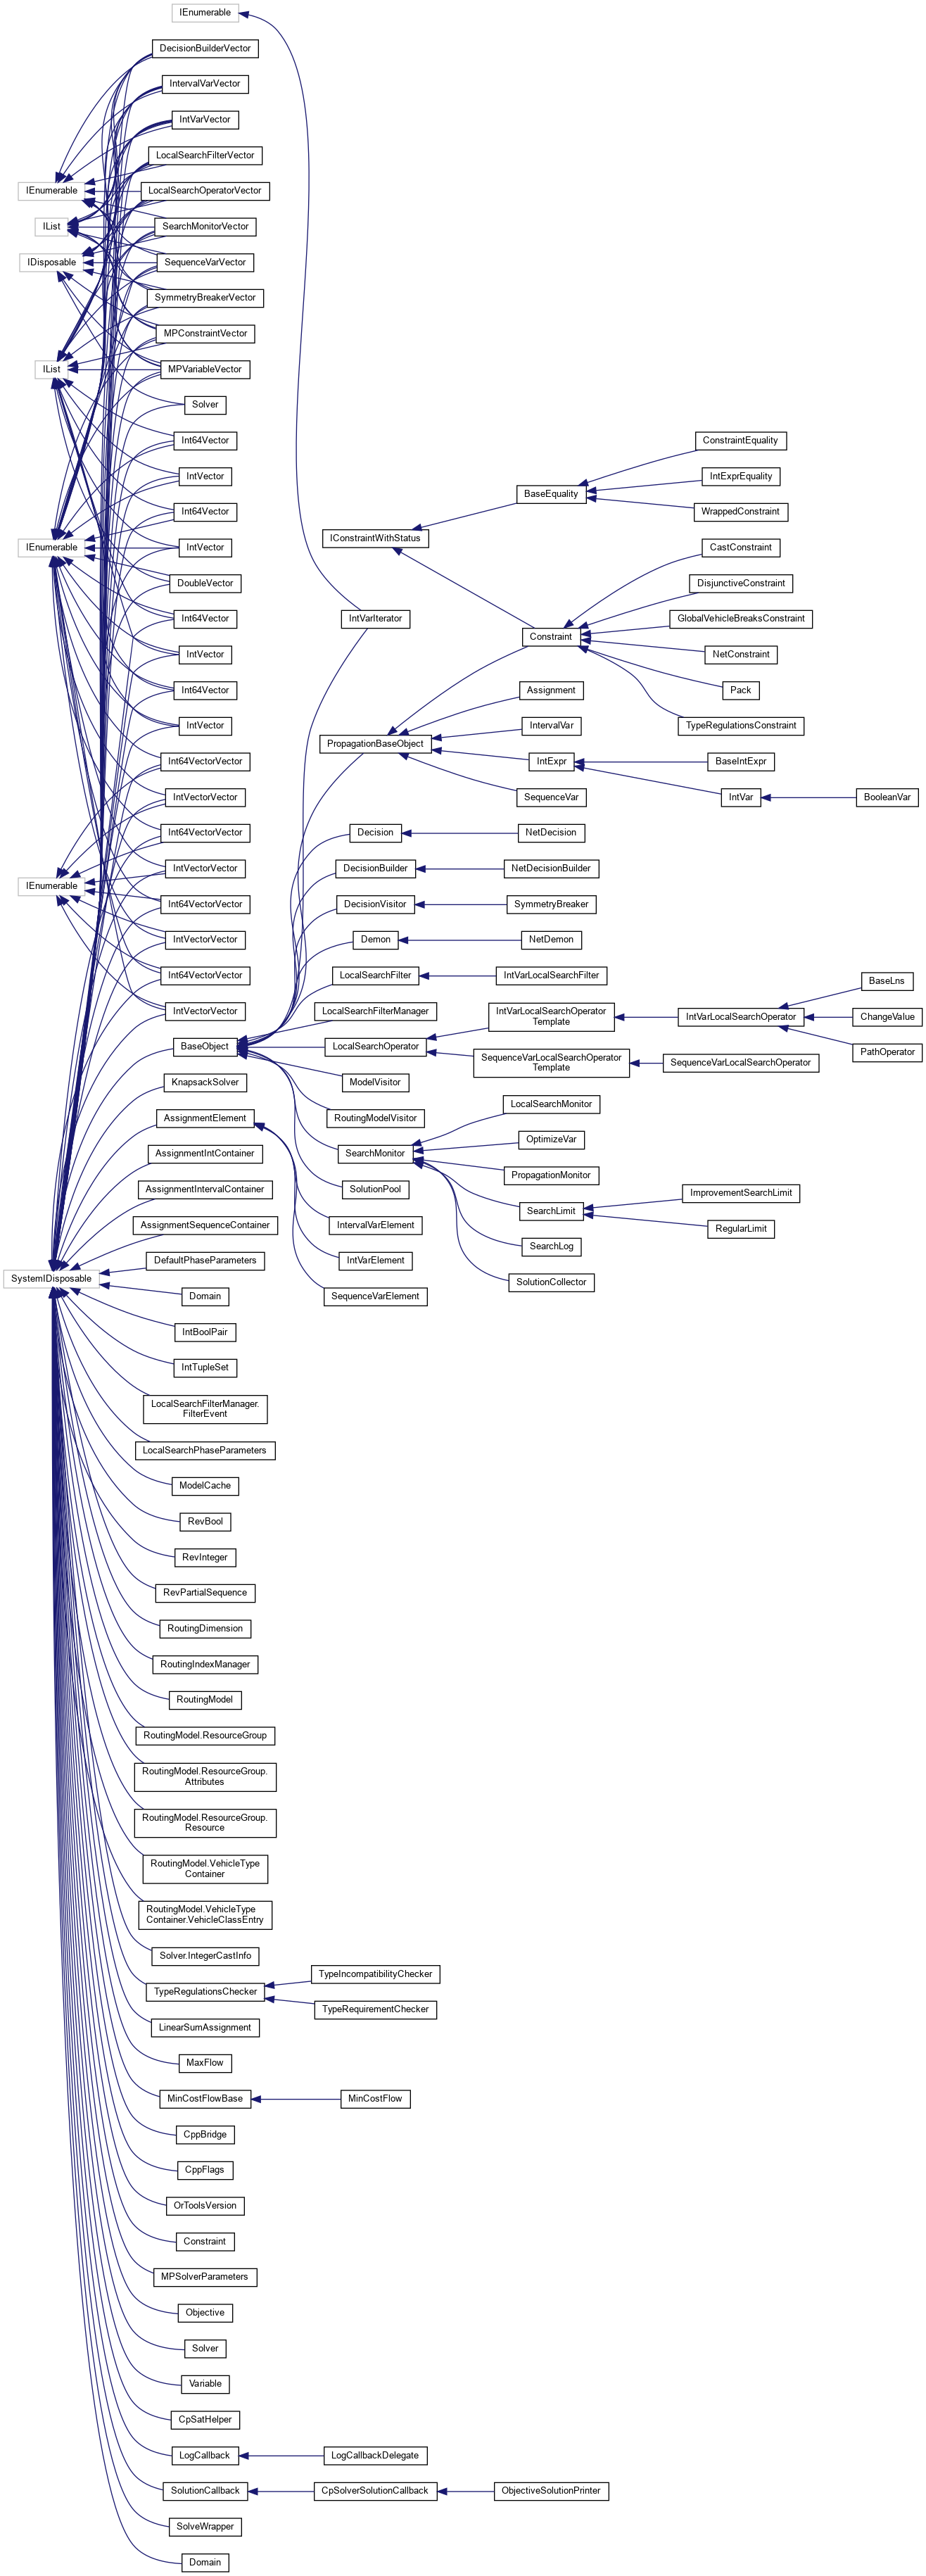 IEnumerable
DecisionBuilderVector
IntervalVarVector
IntVarVector
LocalSearchFilterVector
IEnumerable
LocalSearchOperatorVector
IList
SearchMonitorVector
IDisposable
SequenceVarVector
SymmetryBreakerVector
MPConstraintVector
IList
MPVariableVector
Solver
Int64Vector
ConstraintEquality
IntVector
IntExprEquality
BaseEquality
Int64Vector
WrappedConstraint
IConstraintWithStatus
IEnumerable
IntVector
CastConstraint
DoubleVector
DisjunctiveConstraint
Int64Vector
IntVarIterator
GlobalVehicleBreaksConstraint
Constraint
IntVector
NetConstraint
Int64Vector
Assignment
Pack
IntVector
IntervalVar
TypeRegulationsConstraint
PropagationBaseObject
Int64VectorVector
IntExpr
BaseIntExpr
IntVectorVector
SequenceVar
IntVar
BooleanVar
Int64VectorVector
Decision
NetDecision
IntVectorVector
DecisionBuilder
NetDecisionBuilder
IEnumerable
Int64VectorVector
DecisionVisitor
SymmetryBreaker
IntVectorVector
Demon
NetDemon
Int64VectorVector
LocalSearchFilter
IntVarLocalSearchFilter
BaseLns
IntVectorVector
LocalSearchFilterManager
IntVarLocalSearchOperator
Template
IntVarLocalSearchOperator
ChangeValue
BaseObject
LocalSearchOperator
PathOperator
SequenceVarLocalSearchOperator
Template
SequenceVarLocalSearchOperator
KnapsackSolver
ModelVisitor
LocalSearchMonitor
AssignmentElement
RoutingModelVisitor
OptimizeVar
AssignmentIntContainer
SearchMonitor
PropagationMonitor
AssignmentIntervalContainer
SolutionPool
ImprovementSearchLimit
SearchLimit
AssignmentSequenceContainer
IntervalVarElement
RegularLimit
SearchLog
DefaultPhaseParameters
IntVarElement
SystemIDisposable
SolutionCollector
Domain
SequenceVarElement
IntBoolPair
IntTupleSet
LocalSearchFilterManager.
FilterEvent
LocalSearchPhaseParameters
ModelCache
RevBool
RevInteger
RevPartialSequence
RoutingDimension
RoutingIndexManager
RoutingModel
RoutingModel.ResourceGroup
RoutingModel.ResourceGroup.
Attributes
RoutingModel.ResourceGroup.
Resource
RoutingModel.VehicleType
Container
RoutingModel.VehicleType
Container.VehicleClassEntry
Solver.IntegerCastInfo
TypeIncompatibilityChecker
TypeRegulationsChecker
TypeRequirementChecker
LinearSumAssignment
MaxFlow
MinCostFlowBase
MinCostFlow
CppBridge
CppFlags
OrToolsVersion
Constraint
MPSolverParameters
Objective
Solver
Variable
CpSatHelper
LogCallback
LogCallbackDelegate
SolutionCallback
CpSolverSolutionCallback
ObjectiveSolutionPrinter
SolveWrapper
Domain